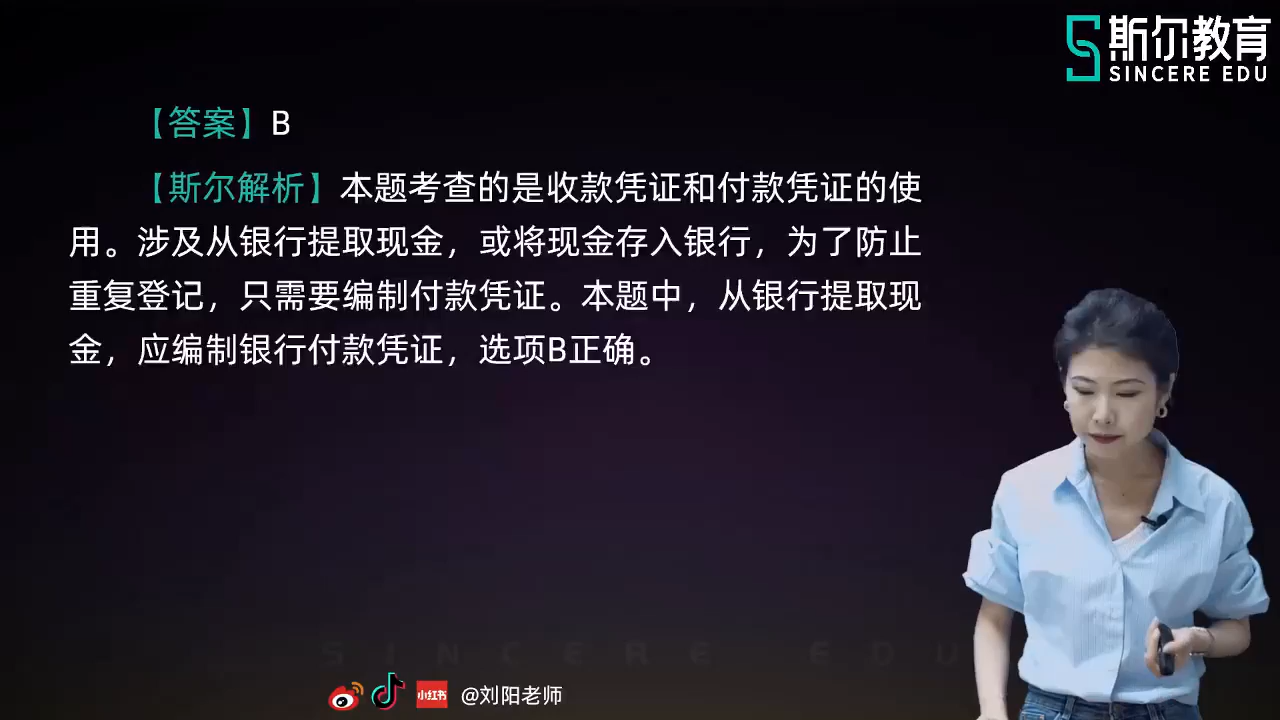 斯尔教育
SINCERE EDU
【答案】B
【斯尔解析】本题考查的是收款凭证和付款凭证的使
用。涉及从银行提取现金，或将现金存入银行，为了防止
重复登记，只需要编制付款凭证。本题中，从银行提取现
金，应编制银行付款凭证，选项B正确。
SINCERE EDU
小红书 @刘阳老师